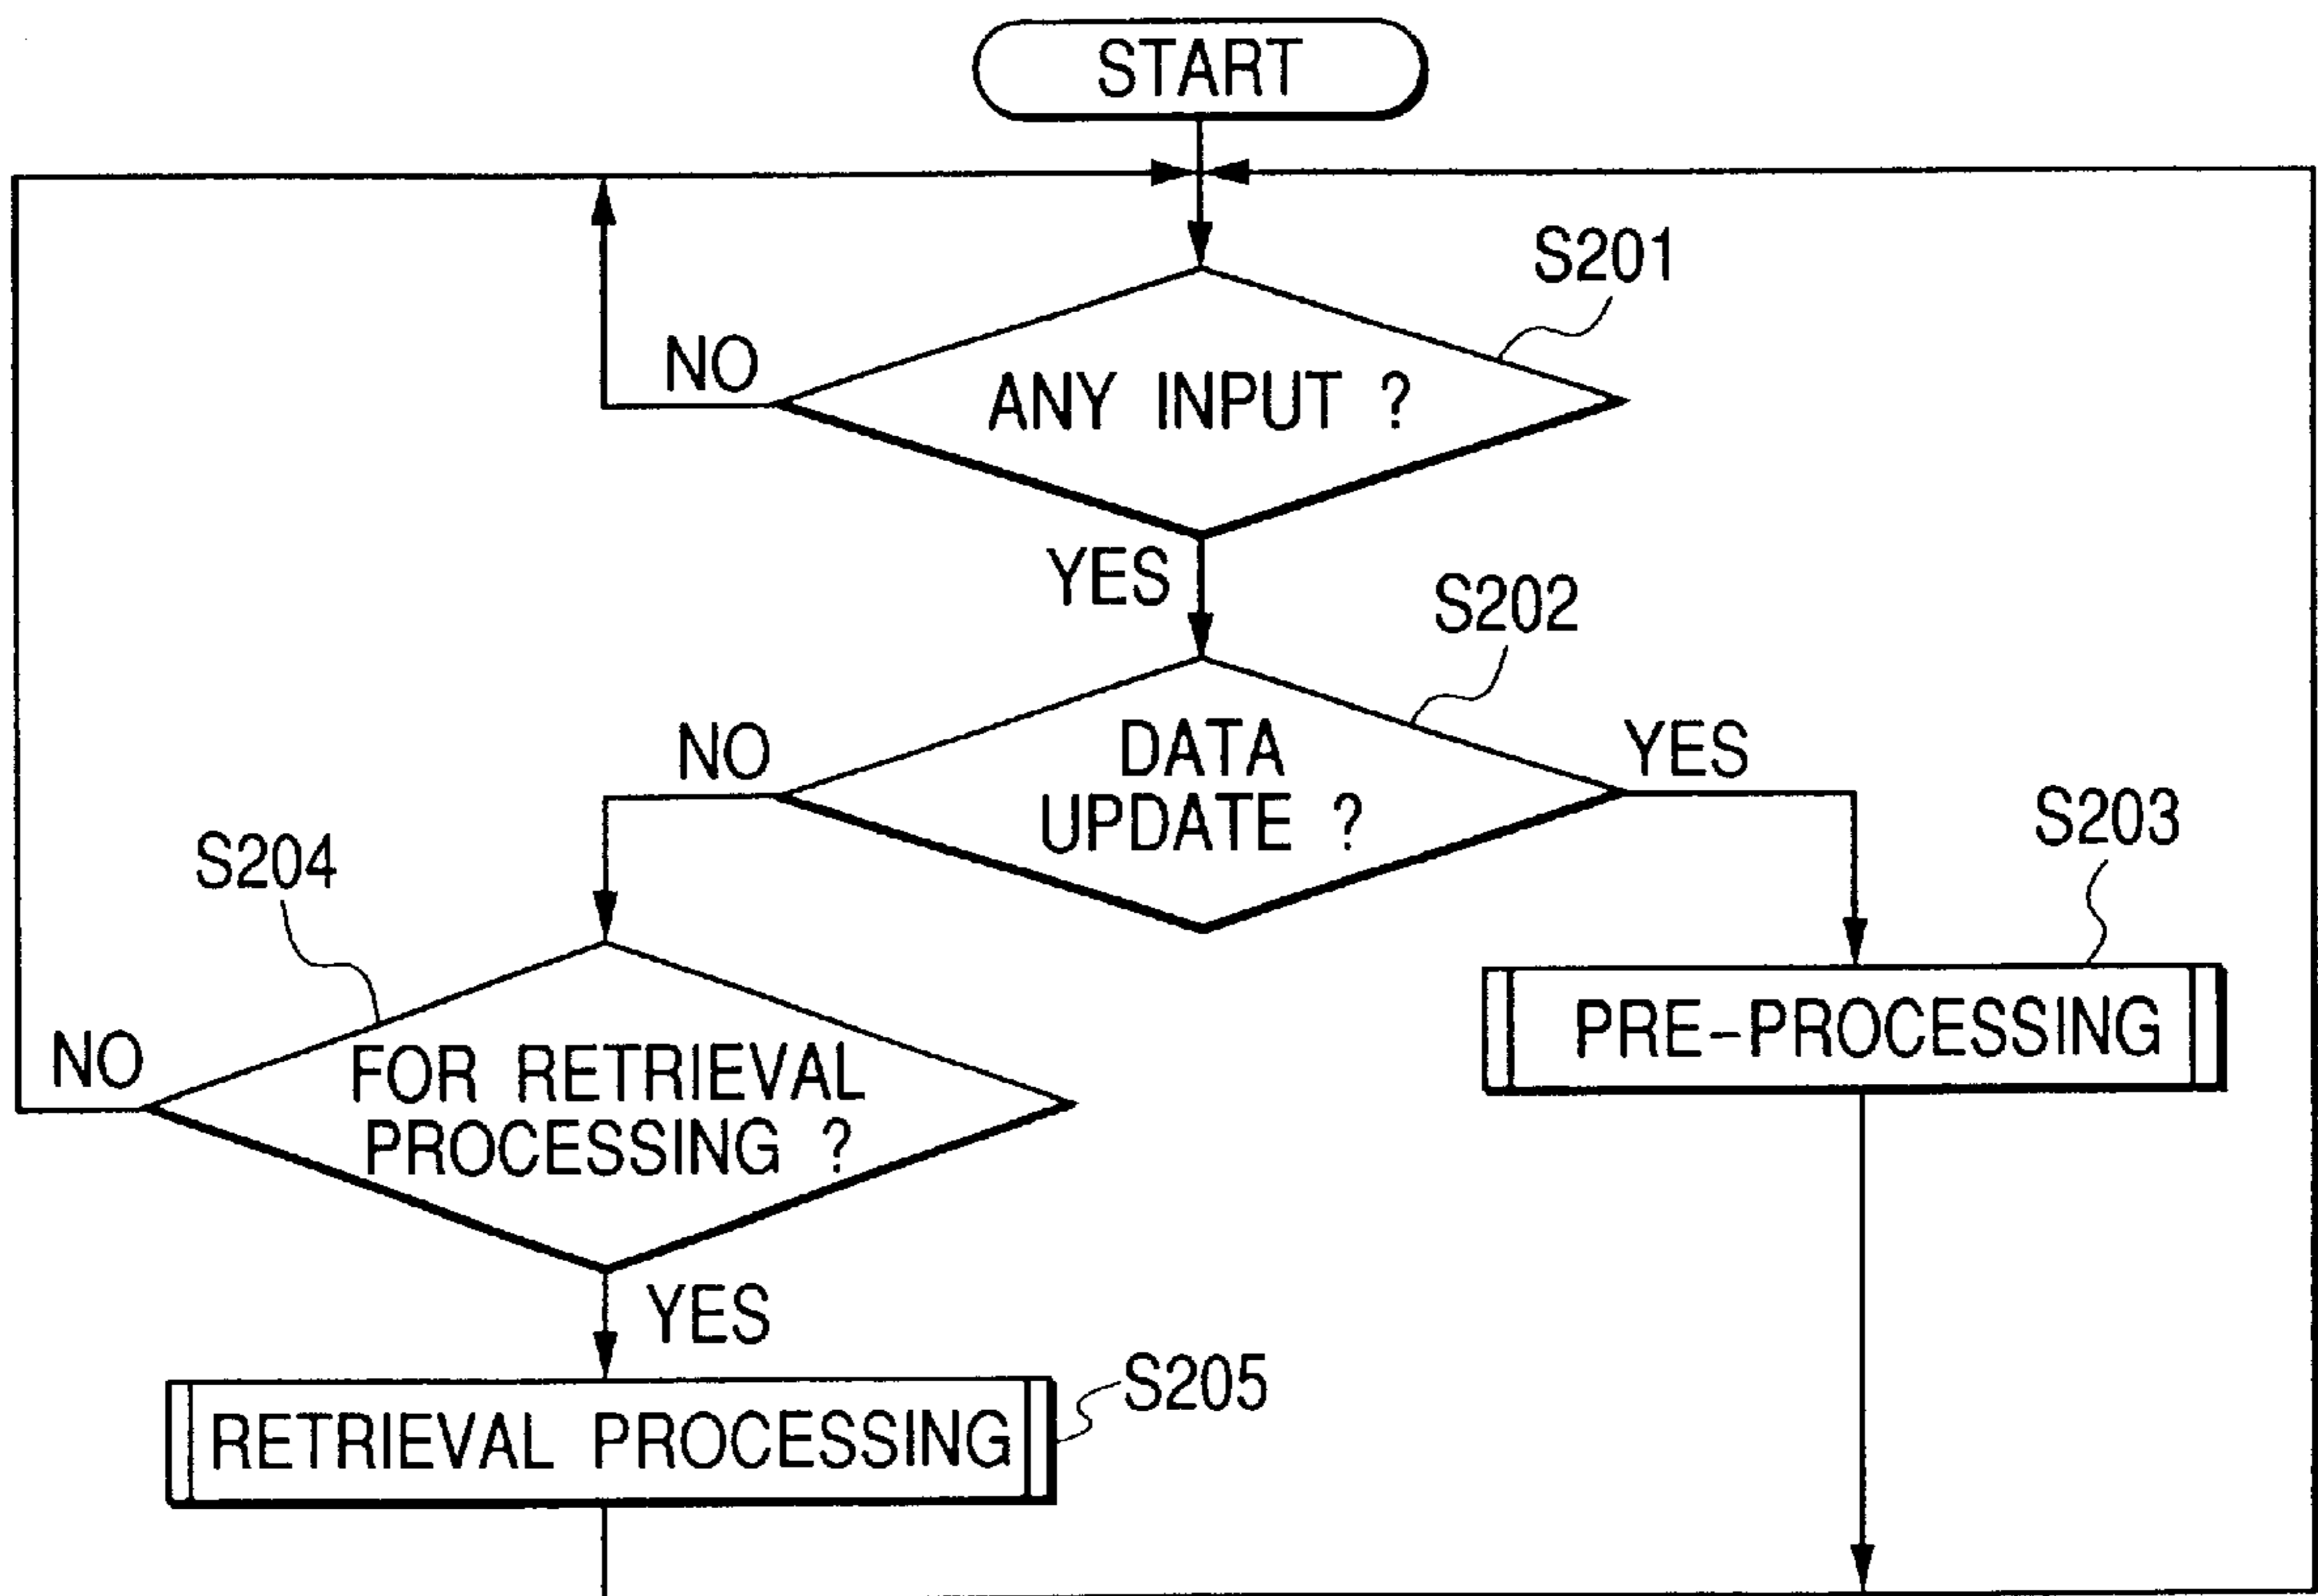 START
S201
NO
ANY INPUT ?
YES
S202
NO
DATA
UPDATE ?
YES
S203
S204
PRE-PROCESSING
NO
FOR RETRIEVAL
PROCESSING ?
YES
S205
RETRIEVAL PROCESSING